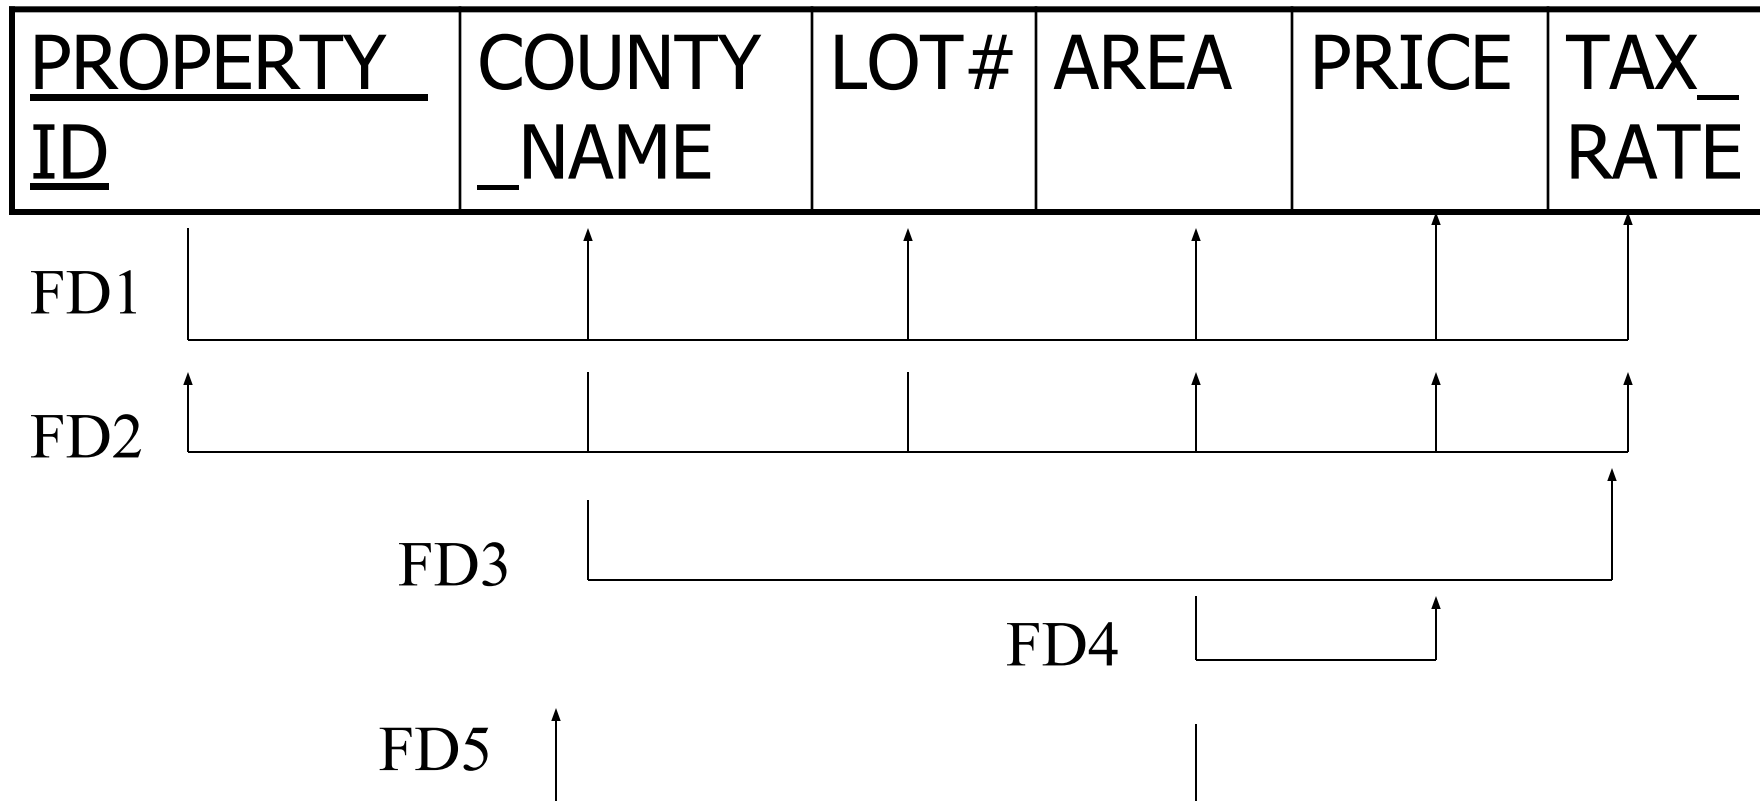 PROPERTY_ COUNTY LOT# AREA PRICE TAX_
ID _NAME RATE
FD1
FD2
FD3
FD4
FD5